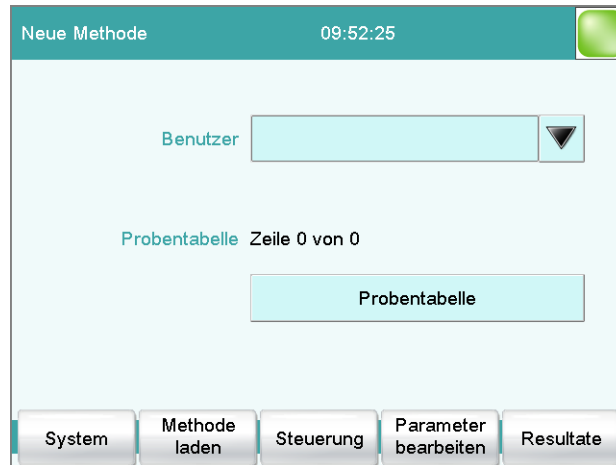 Neue Methode 09:52:25
Benutzer
Probentabelle Zeile 0 von 0
Probentabelle
System
Methode
laden
Steuerung
Parameter
bearbeiten
Resultate